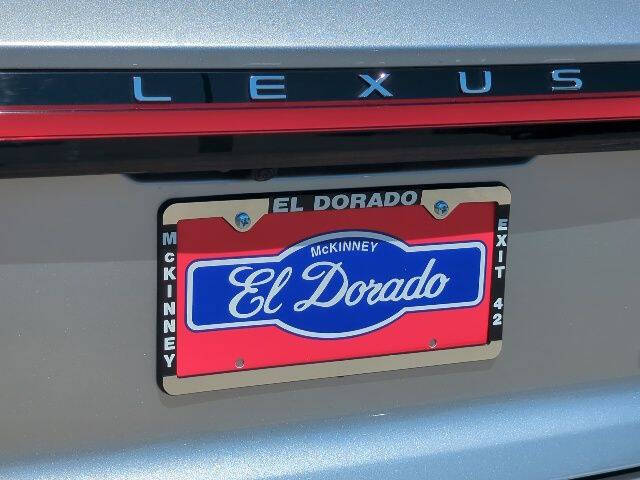 LEXUS
EL DORADO
McKINNEY
EXIT 42
McKINNEY
El Dorado